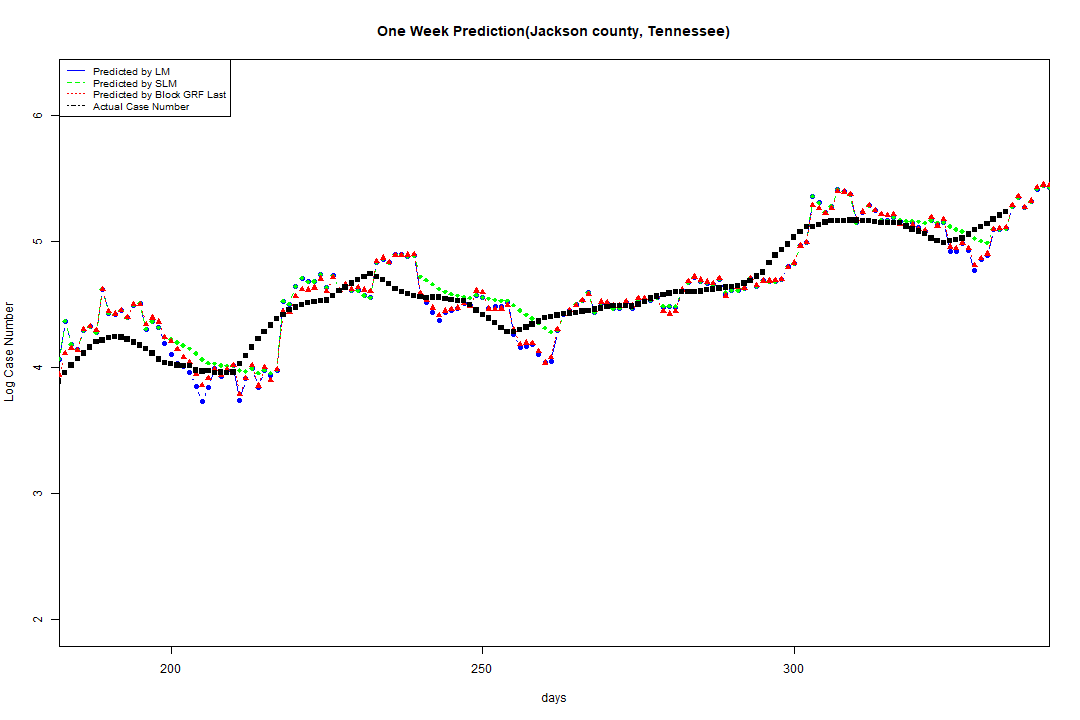 One Week Prediction(Jackson county, Tennessee)
Predicted by LM
Predicted by SLM
Predicted by Block GRF Last
Actual Case Number
6
5
4
3
2
Log Case Number
200
250
300
days